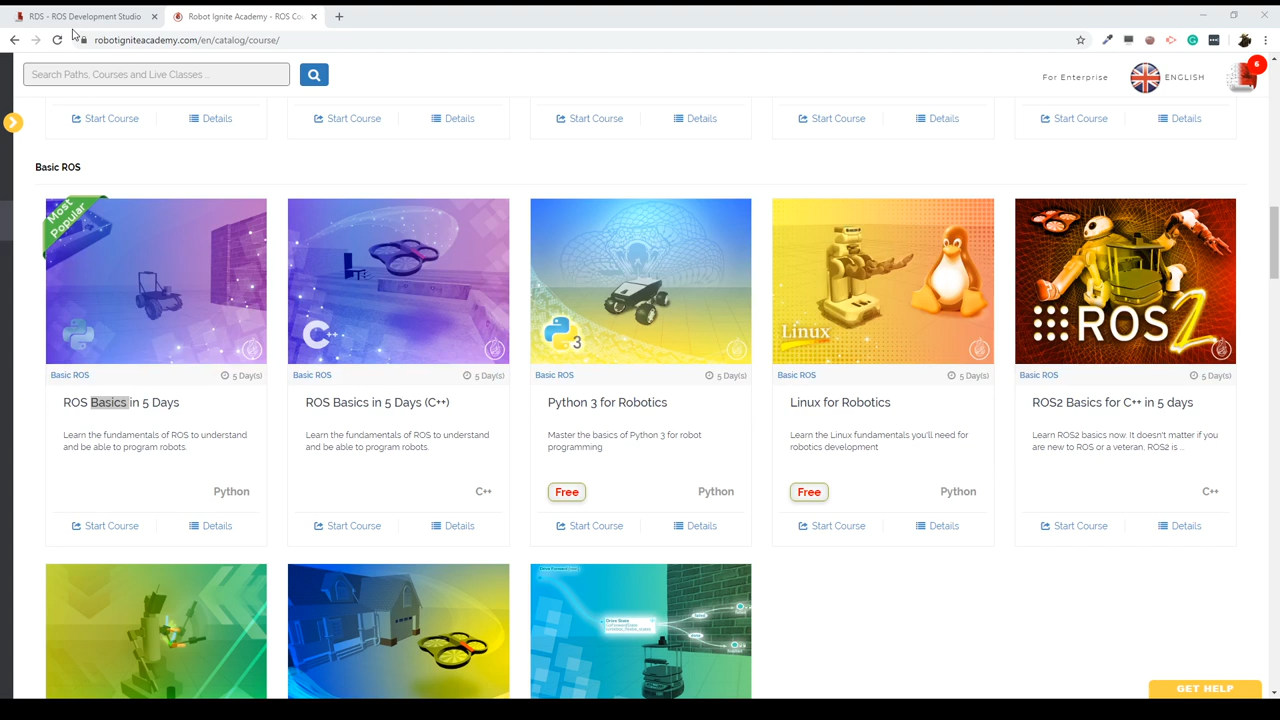 RDS - ROS Development Studio
Robot Ignite Academy - ROS Co
robotigniteacademy.com/en/catalog/course/
Search Paths, Courses and Live Classes ...
For Enterprise
ENGLISH
6
Start Course Details Start Course Details Start Course Details Start Course Details Start Course Details
Basic ROS
Most Popular
C++
3
Linux
ROS 2
Basic ROS 5 Day(s) Basic ROS 5 Day(s) Basic ROS 5 Day(s) Basic ROS 5 Day(s) Basic ROS 5 Day(s)
ROS Basics in 5 Days
Learn the fundamentals of ROS to understand
and be able to program robots.
Python
Start Course Details
ROS Basics in 5 Days (C++)
Learn the fundamentals of ROS to understand
and be able to program robots.
C++
Start Course Details
Python 3 for Robotics
Master the basics of Python 3 for robot
programming
Free Python
Start Course Details
Linux for Robotics
Learn the Linux fundamentals you'll need for
robotics development
Free Python
Start Course Details
ROS2 Basics for C++ in 5 days
Learn ROS2 basics now. It doesn't matter if you
are new to ROS or a veteran, ROS2 is ...
C++
Start Course Details
Drive State
GET HELP